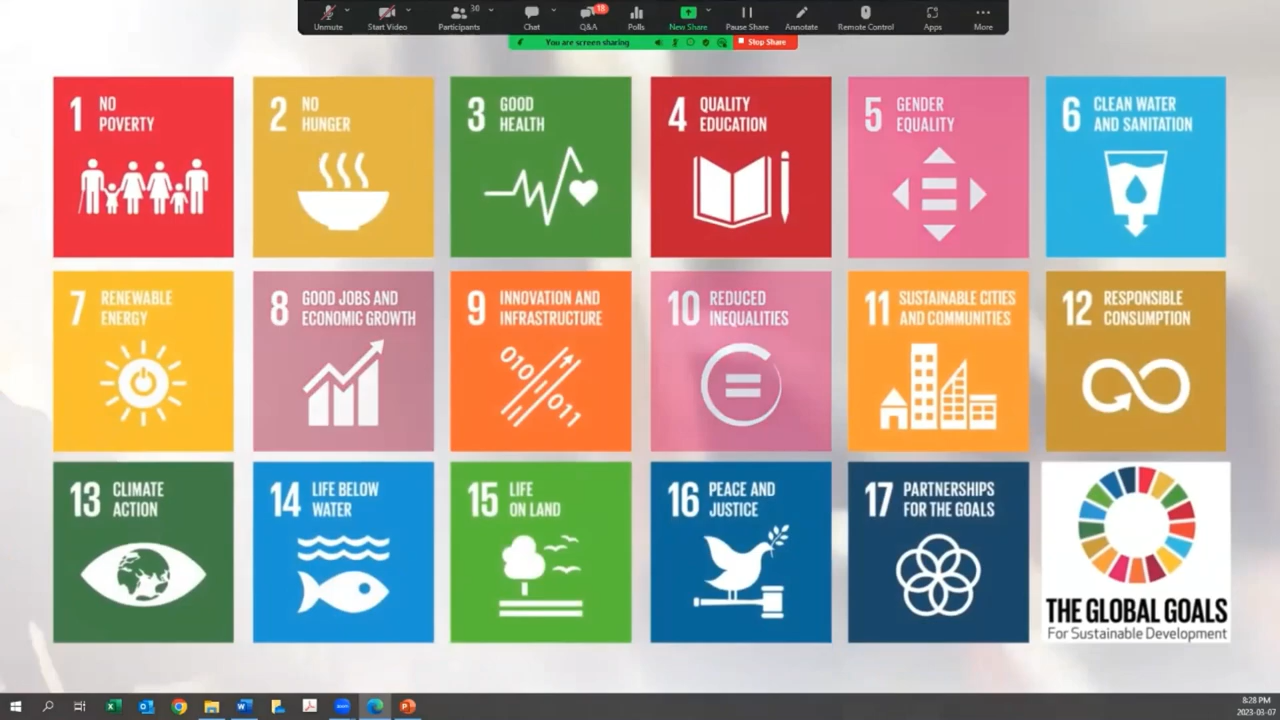 Unmute Start Video Participants 30 Chat Q&A 18 Polls New Share Pause Share Annotate Remote Control Apps More
You are screen sharing Stop Share
1 NO
POVERTY
2 NO
HUNGER
3 GOOD
HEALTH
4 QUALITY
EDUCATION
5 GENDER
EQUALITY
6 CLEAN WATER
AND SANITATION
7 RENEWABLE
ENERGY
8 GOOD JOBS AND
ECONOMIC GROWTH
9 INNOVATION AND
INFRASTRUCTURE
010
011
10 REDUCED
INEQUALITIES
11 SUSTAINABLE CITIES
AND COMMUNITIES
12 RESPONSIBLE
CONSUMPTION
13 CLIMATE
ACTION
14 LIFE BELOW
WATER
15 LIFE
ON LAND
16 PEACE AND
JUSTICE
17 PARTNERSHIPS
FOR THE GOALS
THE GLOBAL GOALS
For Sustainable Development
8:28 PM
2023-03-07